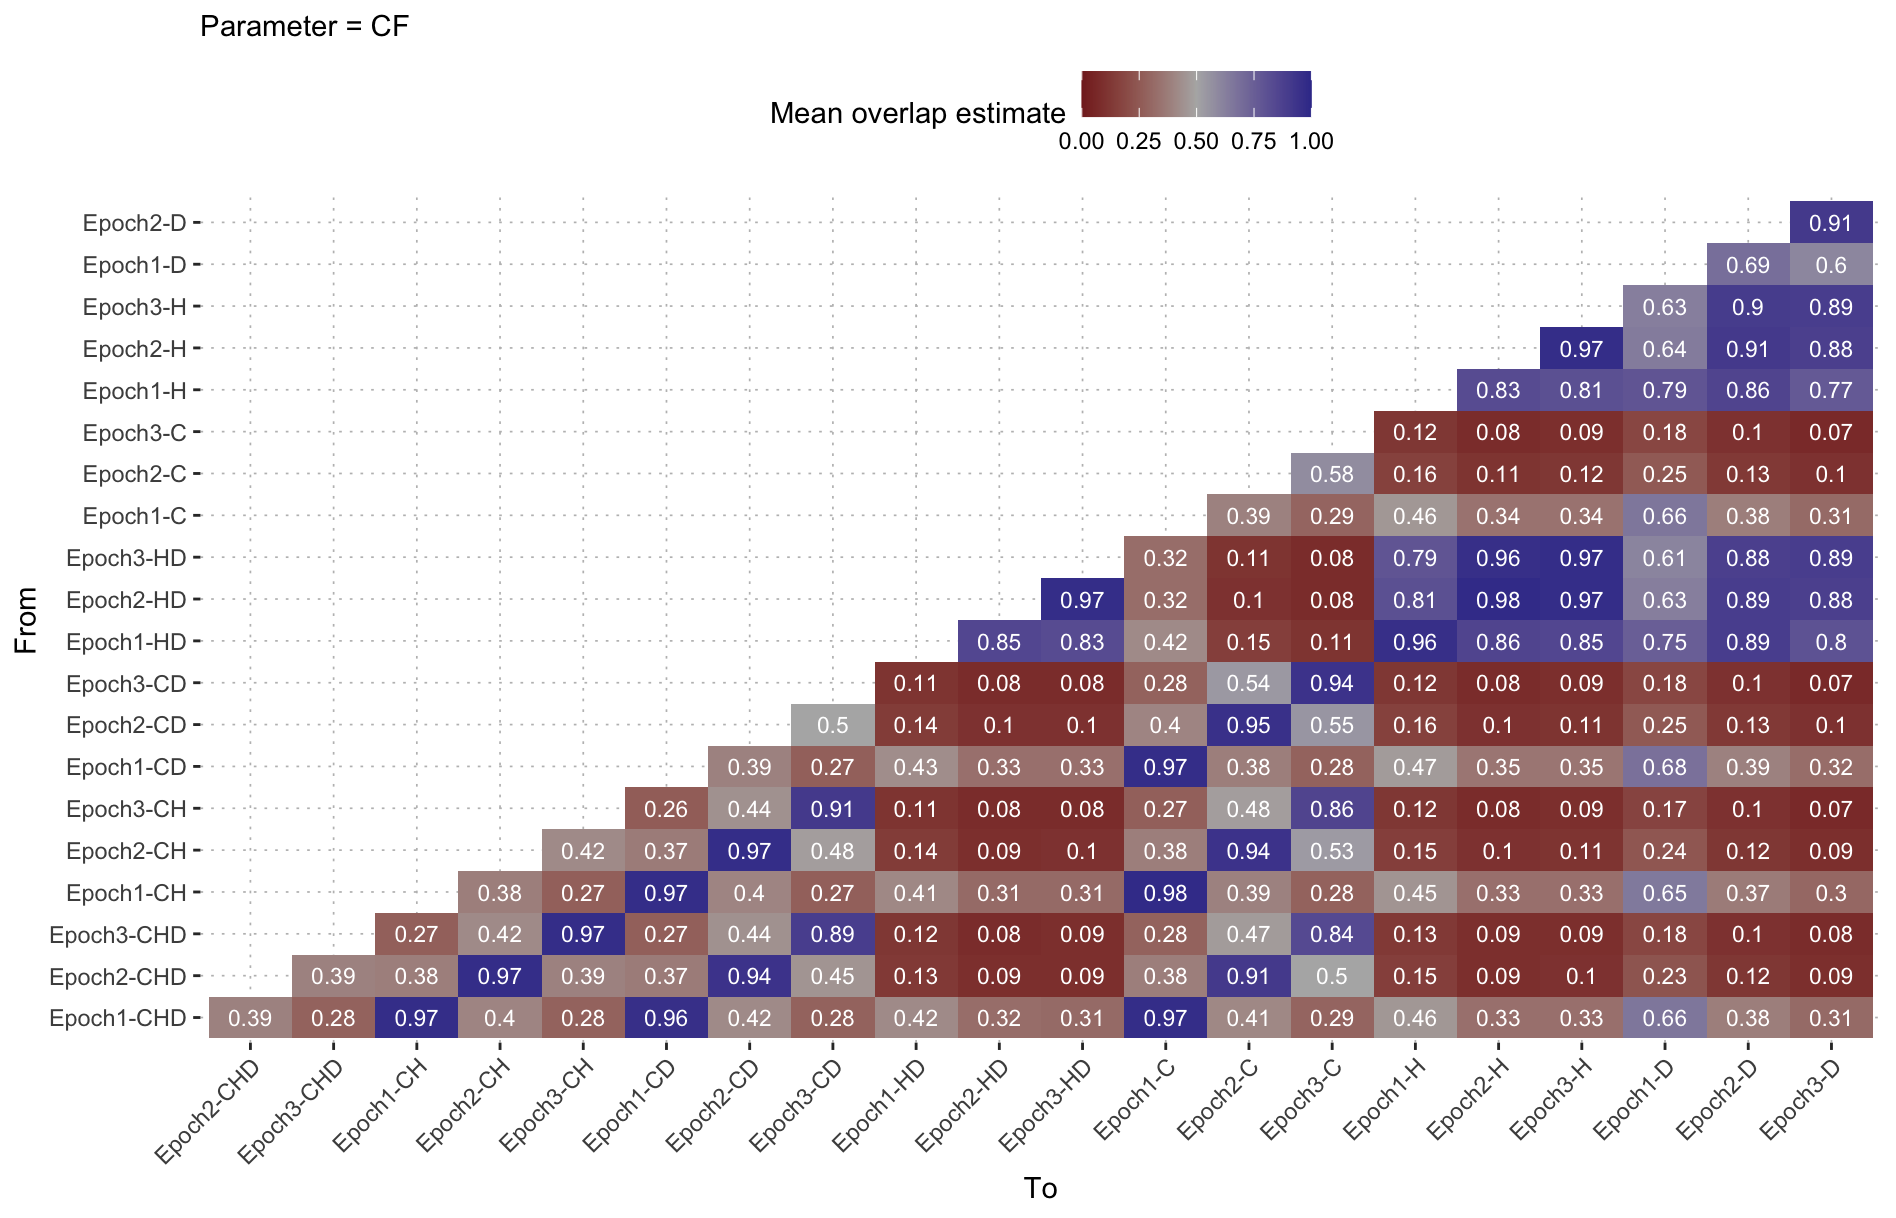 Parameter = CF
Mean overlap estimate
0.00 0.25 0.50 0.75 1.00
Epoch2-D 0.91
Epoch1-D 0.69 0.6
Epoch3-H 0.63 0.9 0.89
Epoch2-H 0.97 0.64 0.91 0.88
Epoch1-H 0.83 0.81 0.79 0.86 0.77
Epoch3-C 0.12 0.08 0.09 0.18 0.1 0.07
Epoch2-C 0.58 0.16 0.11 0.12 0.25 0.13 0.1
Epoch1-C 0.39 0.29 0.46 0.34 0.34 0.66 0.38 0.31
Epoch3-HD 0.32 0.11 0.08 0.79 0.96 0.97 0.61 0.88 0.89
Epoch2-HD 0.97 0.32 0.1 0.08 0.81 0.98 0.97 0.63 0.89 0.88
Epoch1-HD 0.85 0.83 0.42 0.15 0.11 0.96 0.86 0.85 0.75 0.89 0.8
Epoch3-CD 0.11 0.08 0.08 0.28 0.54 0.94 0.12 0.08 0.09 0.18 0.1 0.07
Epoch2-CD 0.5 0.14 0.1 0.1 0.4 0.95 0.55 0.16 0.1 0.11 0.25 0.13 0.1
Epoch1-CD 0.39 0.27 0.43 0.33 0.33 0.97 0.38 0.28 0.47 0.35 0.35 0.68 0.39 0.32
Epoch3-CH 0.26 0.44 0.91 0.11 0.08 0.08 0.27 0.48 0.86 0.12 0.08 0.09 0.17 0.1 0.07
Epoch2-CH 0.42 0.37 0.97 0.48 0.14 0.09 0.1 0.38 0.94 0.53 0.15 0.1 0.11 0.24 0.12 0.09
Epoch1-CH 0.38 0.27 0.97 0.4 0.27 0.41 0.31 0.31 0.98 0.39 0.28 0.45 0.33 0.33 0.65 0.37 0.3
Epoch3-CHD 0.27 0.42 0.97 0.27 0.44 0.89 0.12 0.08 0.09 0.28 0.47 0.84 0.13 0.09 0.09 0.18 0.1 0.08
Epoch2-CHD 0.39 0.38 0.97 0.39 0.37 0.94 0.45 0.13 0.09 0.09 0.38 0.91 0.5 0.15 0.09 0.1 0.23 0.12 0.09
Epoch1-CHD 0.39 0.28 0.97 0.4 0.28 0.96 0.42 0.28 0.42 0.32 0.31 0.97 0.41 0.29 0.46 0.33 0.33 0.66 0.38 0.31
From
Epoch2-CHD Epoch3-CHD Epoch1-CH Epoch2-CH Epoch3-CH Epoch1-CD Epoch2-CD Epoch3-CD Epoch1-HD Epoch2-HD Epoch3-HD Epoch1-C Epoch2-C Epoch3-C Epoch1-H Epoch2-H Epoch3-H Epoch1-D Epoch2-D Epoch3-D
To